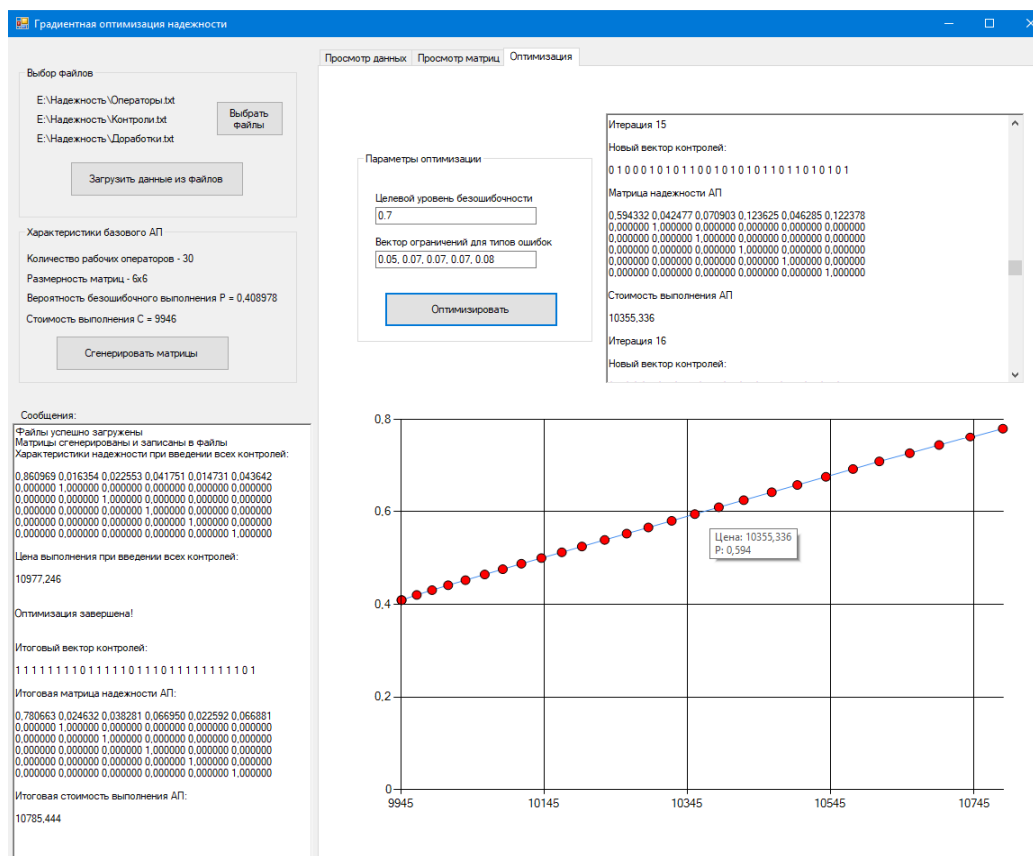 Градиентная оптимизация надежности
Выбор файлов
E:\Надежность\Операторы.txt
E:\Надежность\Контроли.txt
E:\Надежность\Доработки.txt
Выбрать
файлы
Загрузить данные из файлов
Характеристики базового АП
Количество рабочих операторов - 30
Размерность матриц - 6x6
Вероятность безошибочного выполнения P = 0,408978
Стоимость выполнения C = 9946
Сгенерировать матрицы
Сообщения:
Файлы успешно загружены
Матрицы сгенерированы и записаны в файлы
Характеристики надежности при введении всех контролей:
0,860969 0,016354 0,022553 0,041751 0,014731 0,043642
0,000000 1,000000 0,000000 0,000000 0,000000 0,000000
0,000000 0,000000 1,000000 0,000000 0,000000 0,000000
0,000000 0,000000 0,000000 1,000000 0,000000 0,000000
0,000000 0,000000 0,000000 0,000000 1,000000 0,000000
0,000000 0,000000 0,000000 0,000000 0,000000 1,000000
Цена выполнения при введении всех контролей:
10977,246
Оптимизация завершена!
Итоговый вектор контролей:
1 1 1 1 1 1 1 1 0 1 1 1 1 1 0 1 1 1 0 1 1 1 1 1 1 1 1 1 0 1
Итоговая матрица надежности АП:
0,780663 0,024632 0,038281 0,066950 0,022592 0,066881
0,000000 1,000000 0,000000 0,000000 0,000000 0,000000
0,000000 0,000000 1,000000 0,000000 0,000000 0,000000
0,000000 0,000000 0,000000 1,000000 0,000000 0,000000
0,000000 0,000000 0,000000 0,000000 1,000000 0,000000
0,000000 0,000000 0,000000 0,000000 0,000000 1,000000
Итоговая стоимость выполнения АП:
10785,444
Просмотр данных Просмотр матриц Оптимизация
Параметры оптимизации
Целевой уровень безошибочности
0.7
Вектор ограничений для типов ошибок
0.05, 0.07, 0.07, 0.07, 0.08
Оптимизировать
Итерация 15
Новый вектор контролей:
0 1 0 0 0 1 0 1 0 1 1 0 0 1 0 1 0 1 0 1 1 0 1 1 0 1 0 1 0 1
Матрица надежности АП
0,594332 0,042477 0,070903 0,123625 0,046285 0,122378
0,000000 1,000000 0,000000 0,000000 0,000000 0,000000
0,000000 0,000000 1,000000 0,000000 0,000000 0,000000
0,000000 0,000000 0,000000 1,000000 0,000000 0,000000
0,000000 0,000000 0,000000 0,000000 1,000000 0,000000
0,000000 0,000000 0,000000 0,000000 0,000000 1,000000
Стоимость выполнения АП
10355,336
Итерация 16
Новый вектор контролей:
0,8
0,6
0,4
0,2
0
Цена: 10355,336
P: 0,594
9945 10145 10345 10545 10745